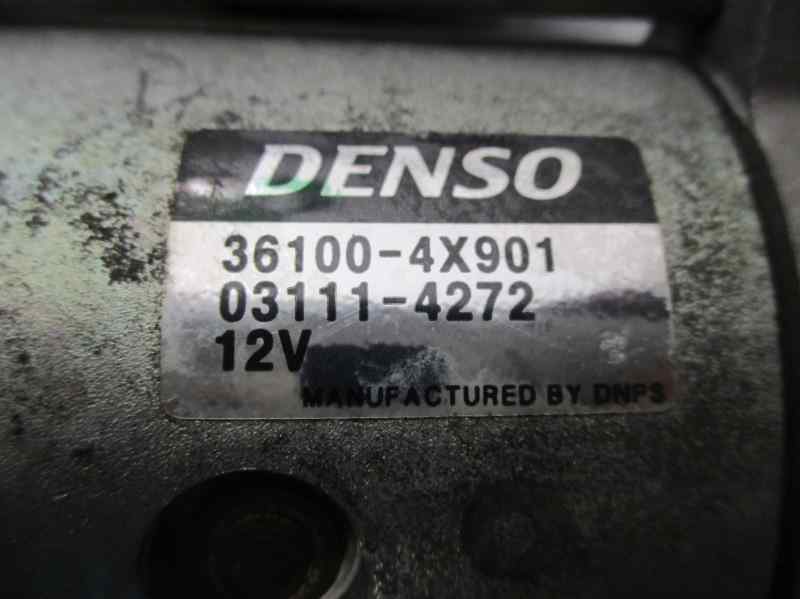 DENSO
36100-4X901
03111-4272
12V
MANUFACTURED BY DNPS